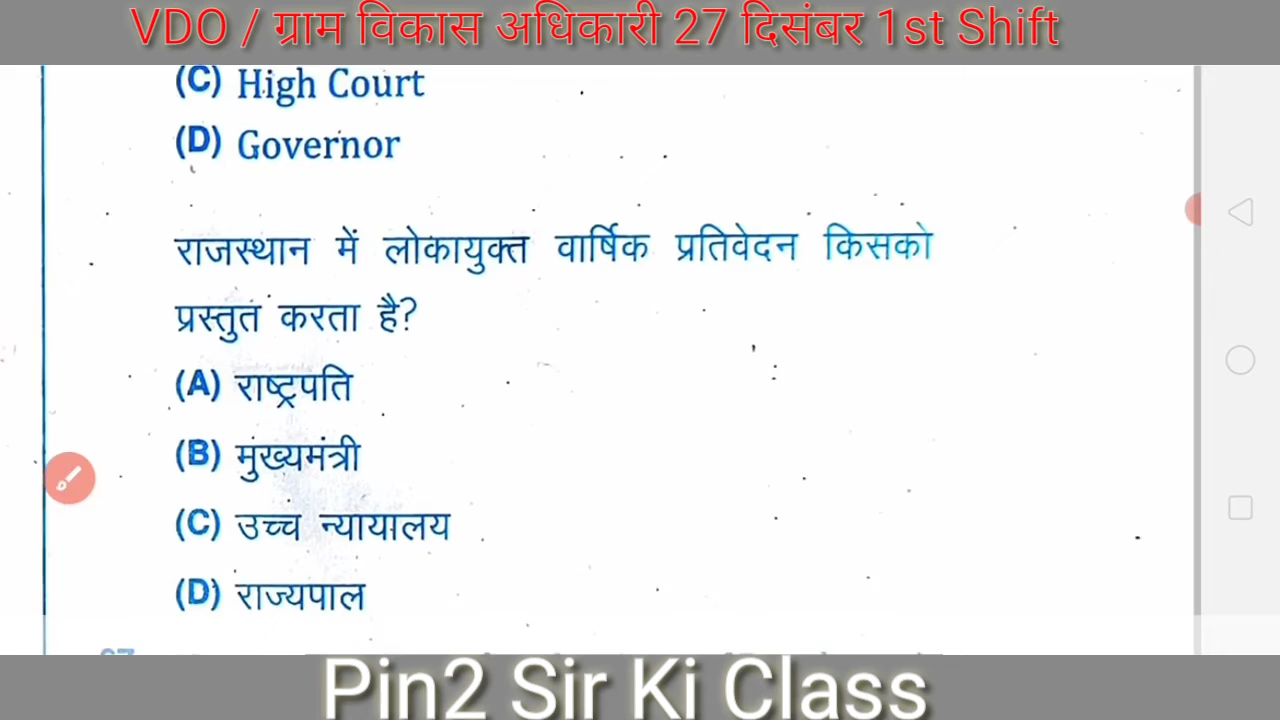 VDO / ग्राम विकास अधिकारी 27 दिसंबर 1st Shift
(C) High Court
(D) Governor
राजस्थान में लोकायुक्त वार्षिक प्रतिवेदन किसको
प्रस्तुत करता है?
(A) राष्ट्रपति
(B) मुख्यमंत्री
(C) उच्च न्यायालय
(D) राज्यपाल
Pin2 Sir Ki Class